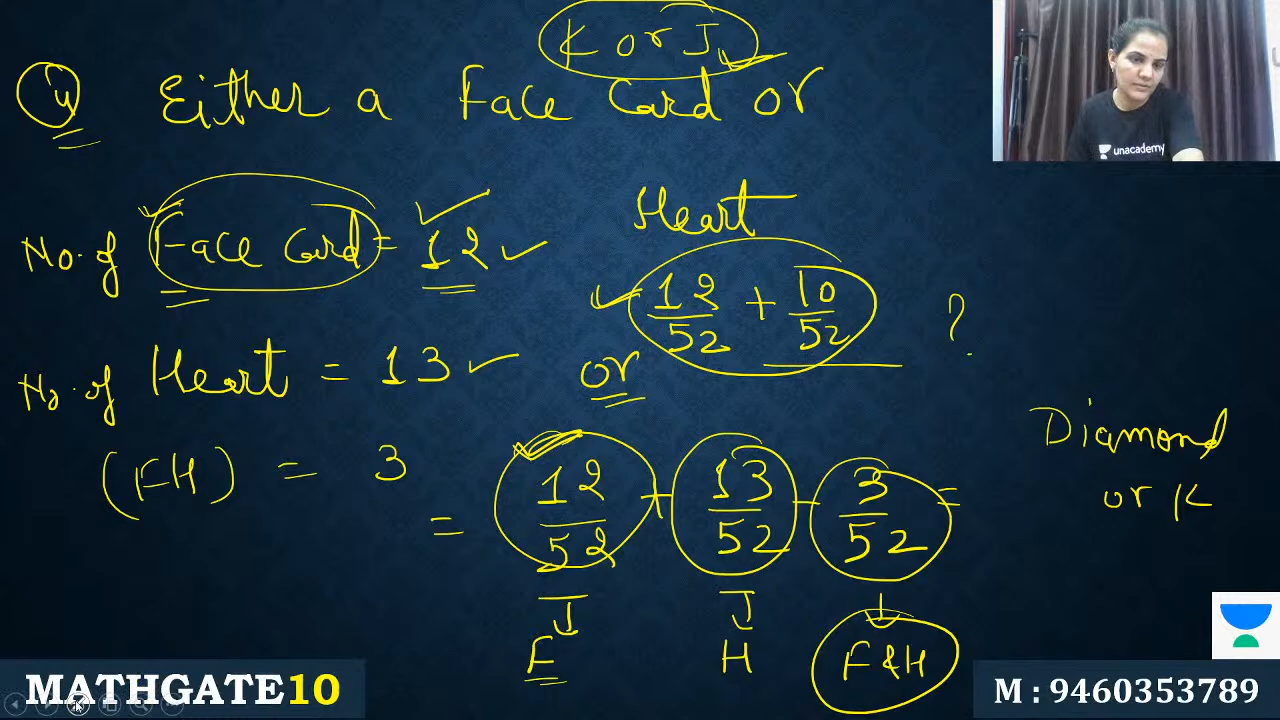 K or J
(4) Either a Face Card or
Heart
No. of Face Card = 12
12/52 + 10/52 ?
No. of Heart = 13
or
(FH) = 3
= 12/52 + 13/52 - 3/52 =
Diamond
or K
F H F & H
unacademy
MATHGATE10
M : 9460353789